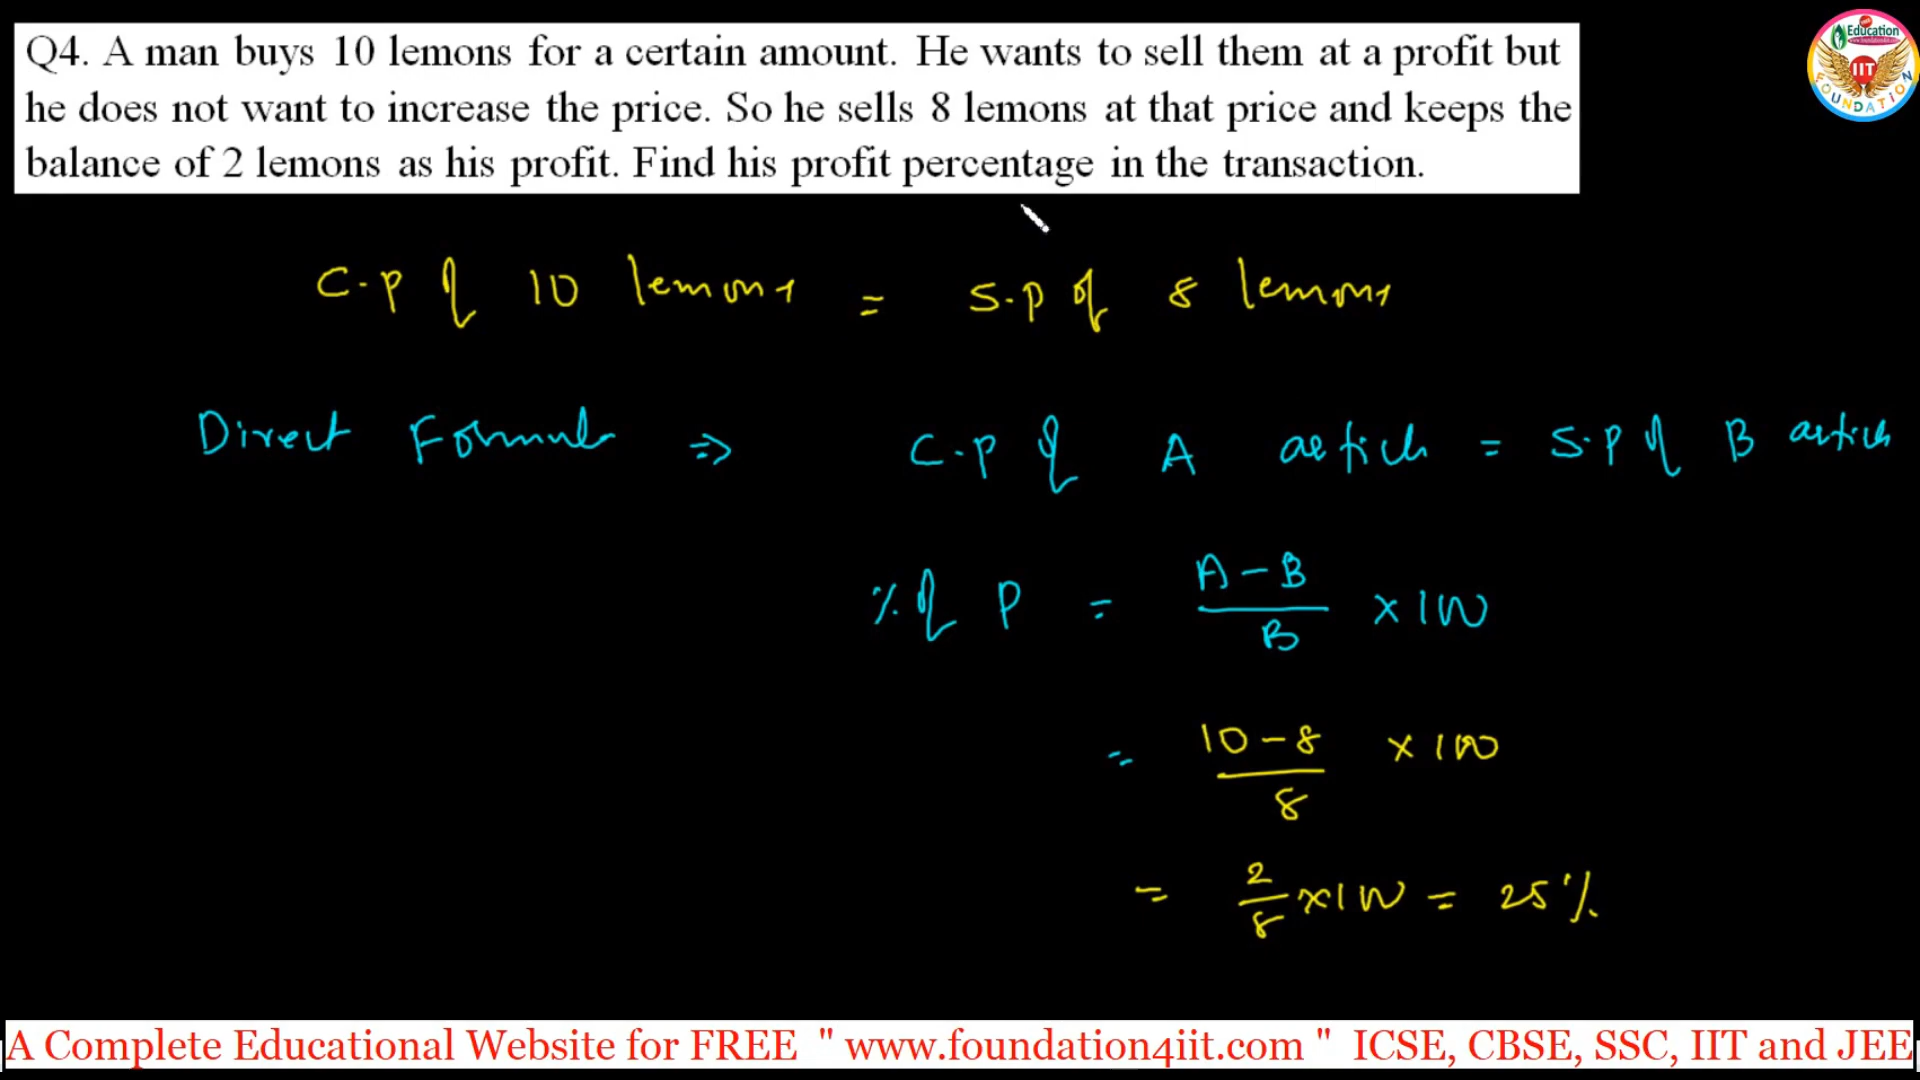 Q4. A man buys 10 lemons for a certain amount. He wants to sell them at a profit but
he does not want to increase the price. So he sells 8 lemons at that price and keeps the
balance of 2 lemons as his profit. Find his profit percentage in the transaction.
Education
IIT
FOUNDATION
C.P of 10 lemons = S.P of 8 lemons
Direct Formula => C.P of A article = S.P of B article
% of P = A - B / B × 100
= 10 - 8 / 8 × 100
= 2/8 × 100 = 25%
A Complete Educational Website for FREE " www.foundation4iit.com " ICSE, CBSE, SSC, IIT and JEE